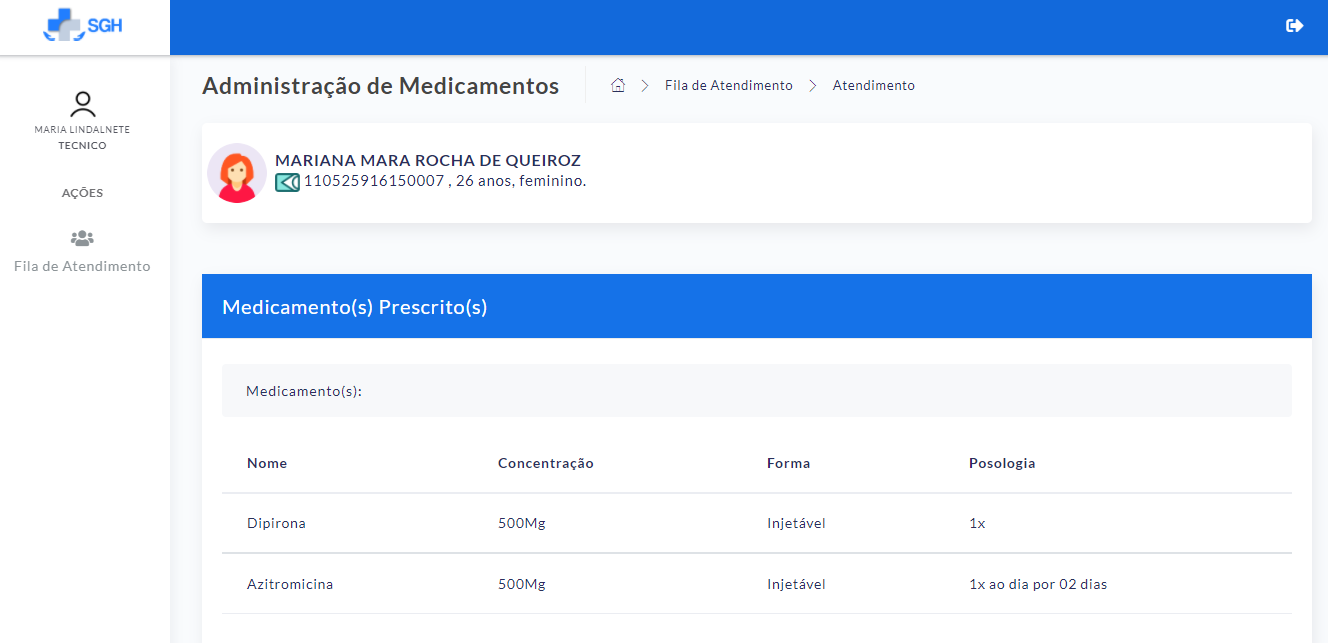 SGH
MARIA LINDALNETE
TECNICO
AÇÕES
Fila de Atendimento
Administração de Medicamentos
Fila de Atendimento
Atendimento
MARIANA MARA ROCHA DE QUEIROZ
110525916150007 , 26 anos, feminino.
Medicamento(s) Prescrito(s)
Medicamento(s):
Nome Concentração Forma Posologia
Dipirona 500Mg Injetável 1x
Azitromicina 500Mg Injetável 1x ao dia por 02 dias